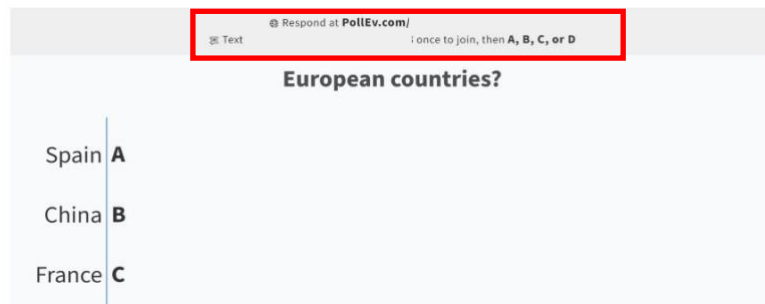 Respond at PollEv.com/
Text once to join, then A, B, C, or D
European countries?
Spain A
China B
France C